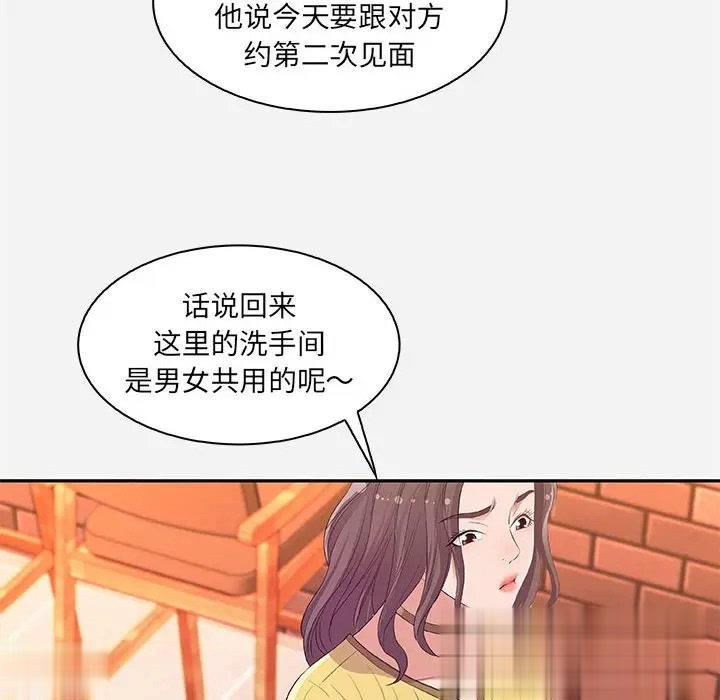 他说今天要跟对方
约第二次见面
话说回来
这里的洗手间
是男女共用的呢～